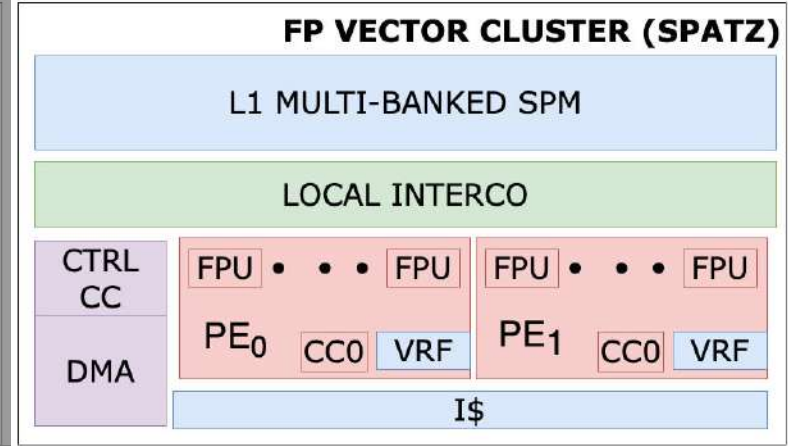 FP VECTOR CLUSTER (SPATZ)
L1 MULTI-BANKED SPM
LOCAL INTERCO
CTRL
CC
DMA
FPU • • • FPU
PE0
CC0
VRF
FPU • • • FPU
PE1
CC0
VRF
I$